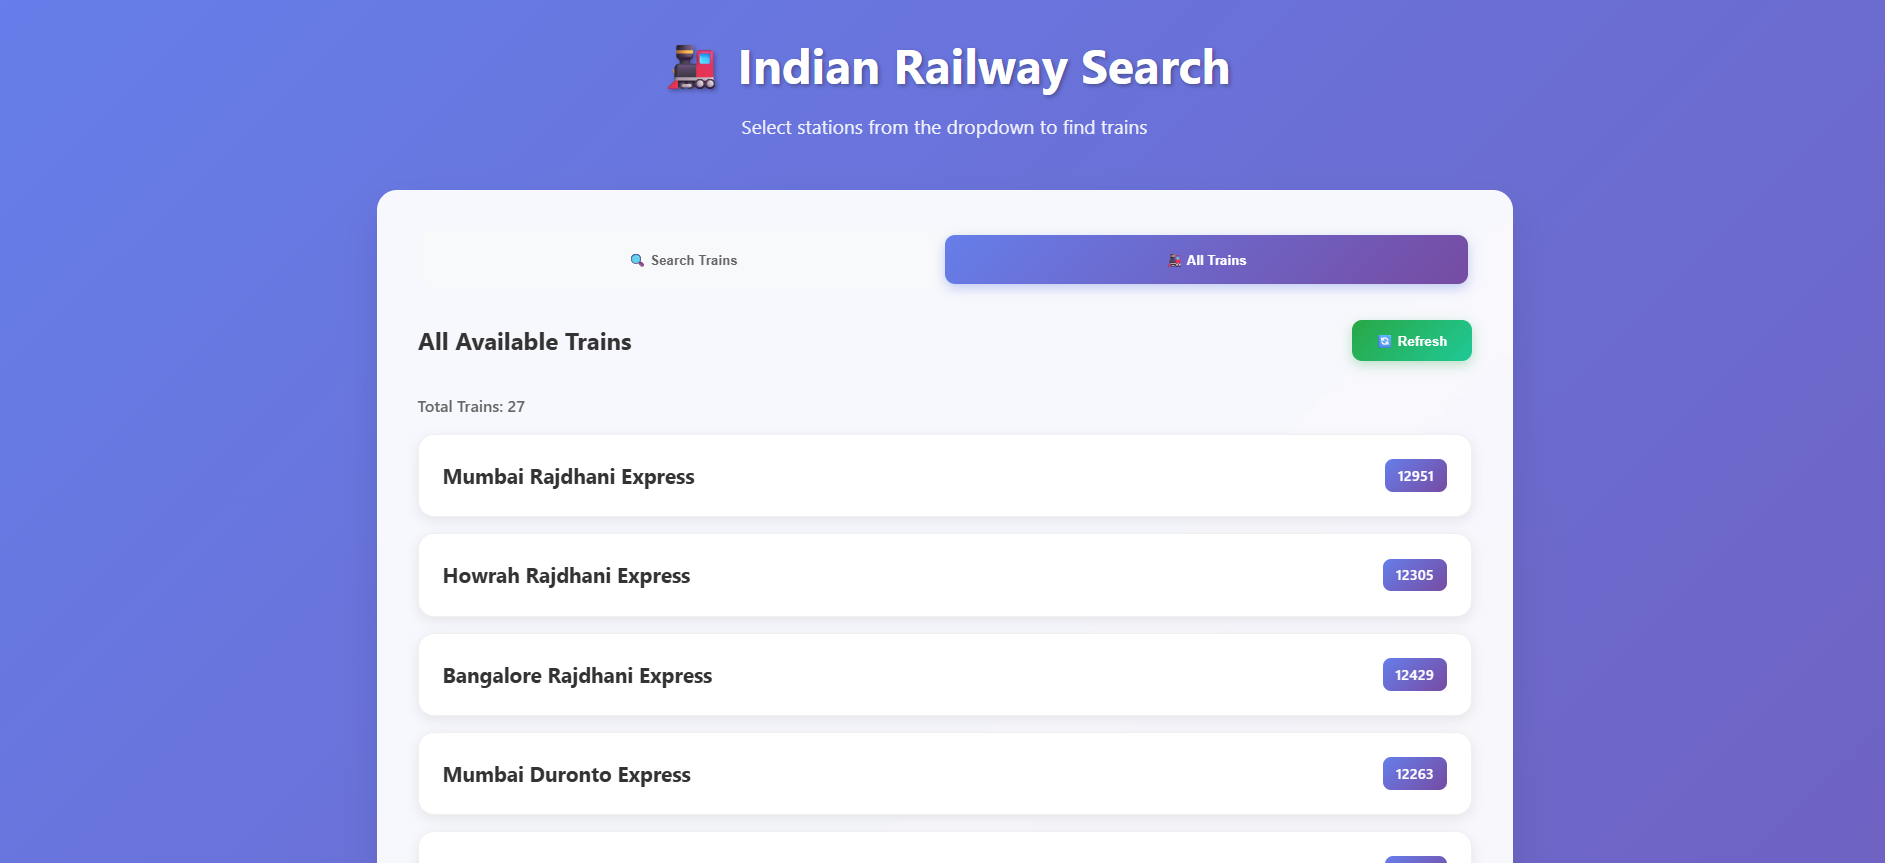 Indian Railway Search
Select stations from the dropdown to find trains
Search Trains
All Trains
All Available Trains
Refresh
Total Trains: 27
Mumbai Rajdhani Express
12951
Howrah Rajdhani Express
12305
Bangalore Rajdhani Express
12429
Mumbai Duronto Express
12263